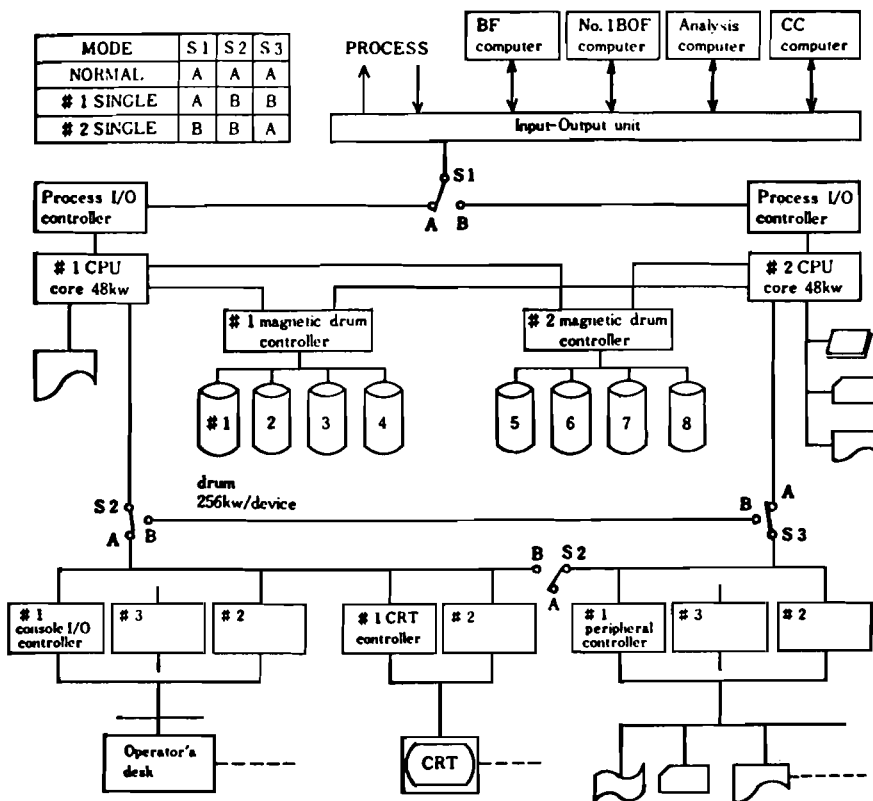 MODE S1 S2 S3
NORMAL A A A
# 1 SINGLE A B B
# 2 SINGLE B B A
PROCESS
BF
computer
No. 1 BOF
computer
Analysis
computer
CC
computer
Input-Output unit
S1
A B
Process I/O
controller
Process I/O
controller
# 1 CPU
core 48kw
# 2 CPU
core 48kw
# 1 magnetic drum
controller
# 2 magnetic drum
controller
# 1 2 3 4
5 6 7 8
drum
256kw/device
S2
A B
B A
S3
B S2
A
# 1
console I/O
controller
# 3
# 2
# 1 CRT
controller
# 2
# 1
peripheral
controller
# 3
# 2
Operator'a
desk
CRT